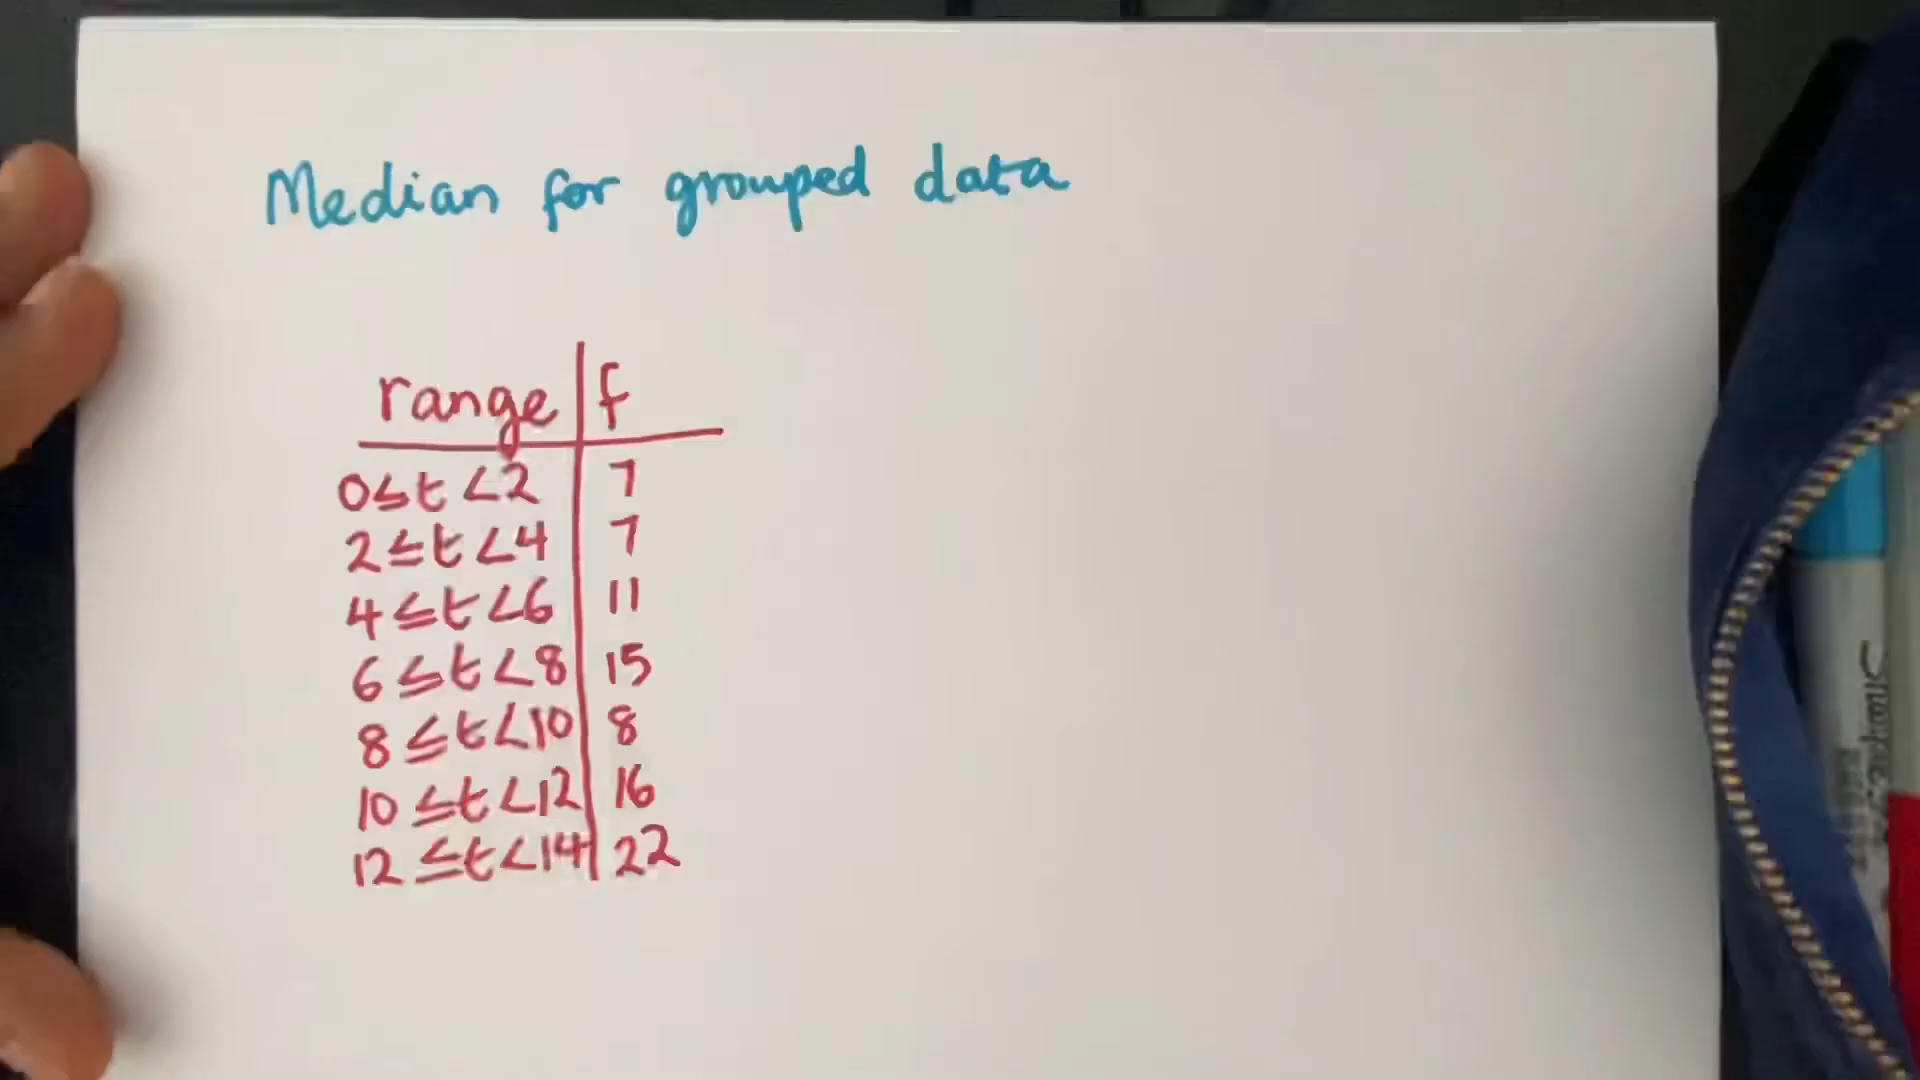 Median for grouped data
range f
0≤t<2 7
2≤t<4 7
4≤t<6 11
6≤t<8 15
8≤t<10 8
10≤t<12 16
12≤t<14 22
Sharpie